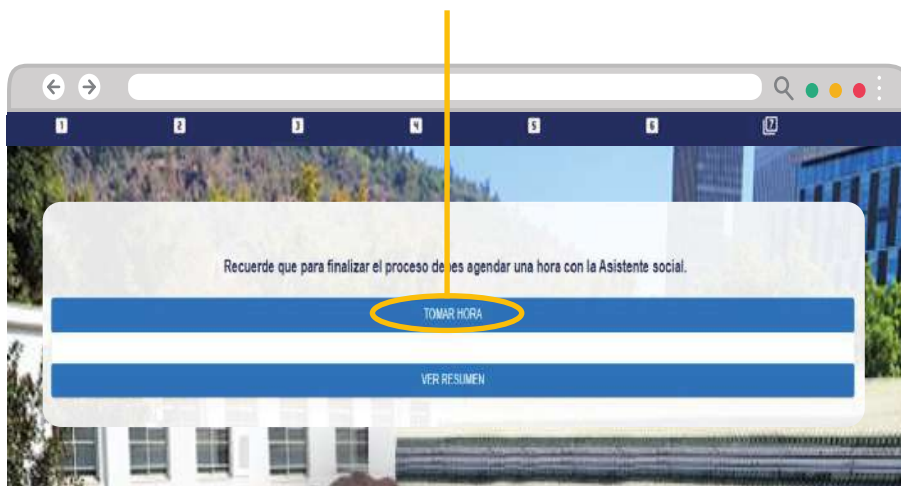 1 2 3 4 5 6 7
Recuerde que para finalizar el proceso debes agendar una hora con la Asistente social.
TOMAR HORA
VER RESUMEN